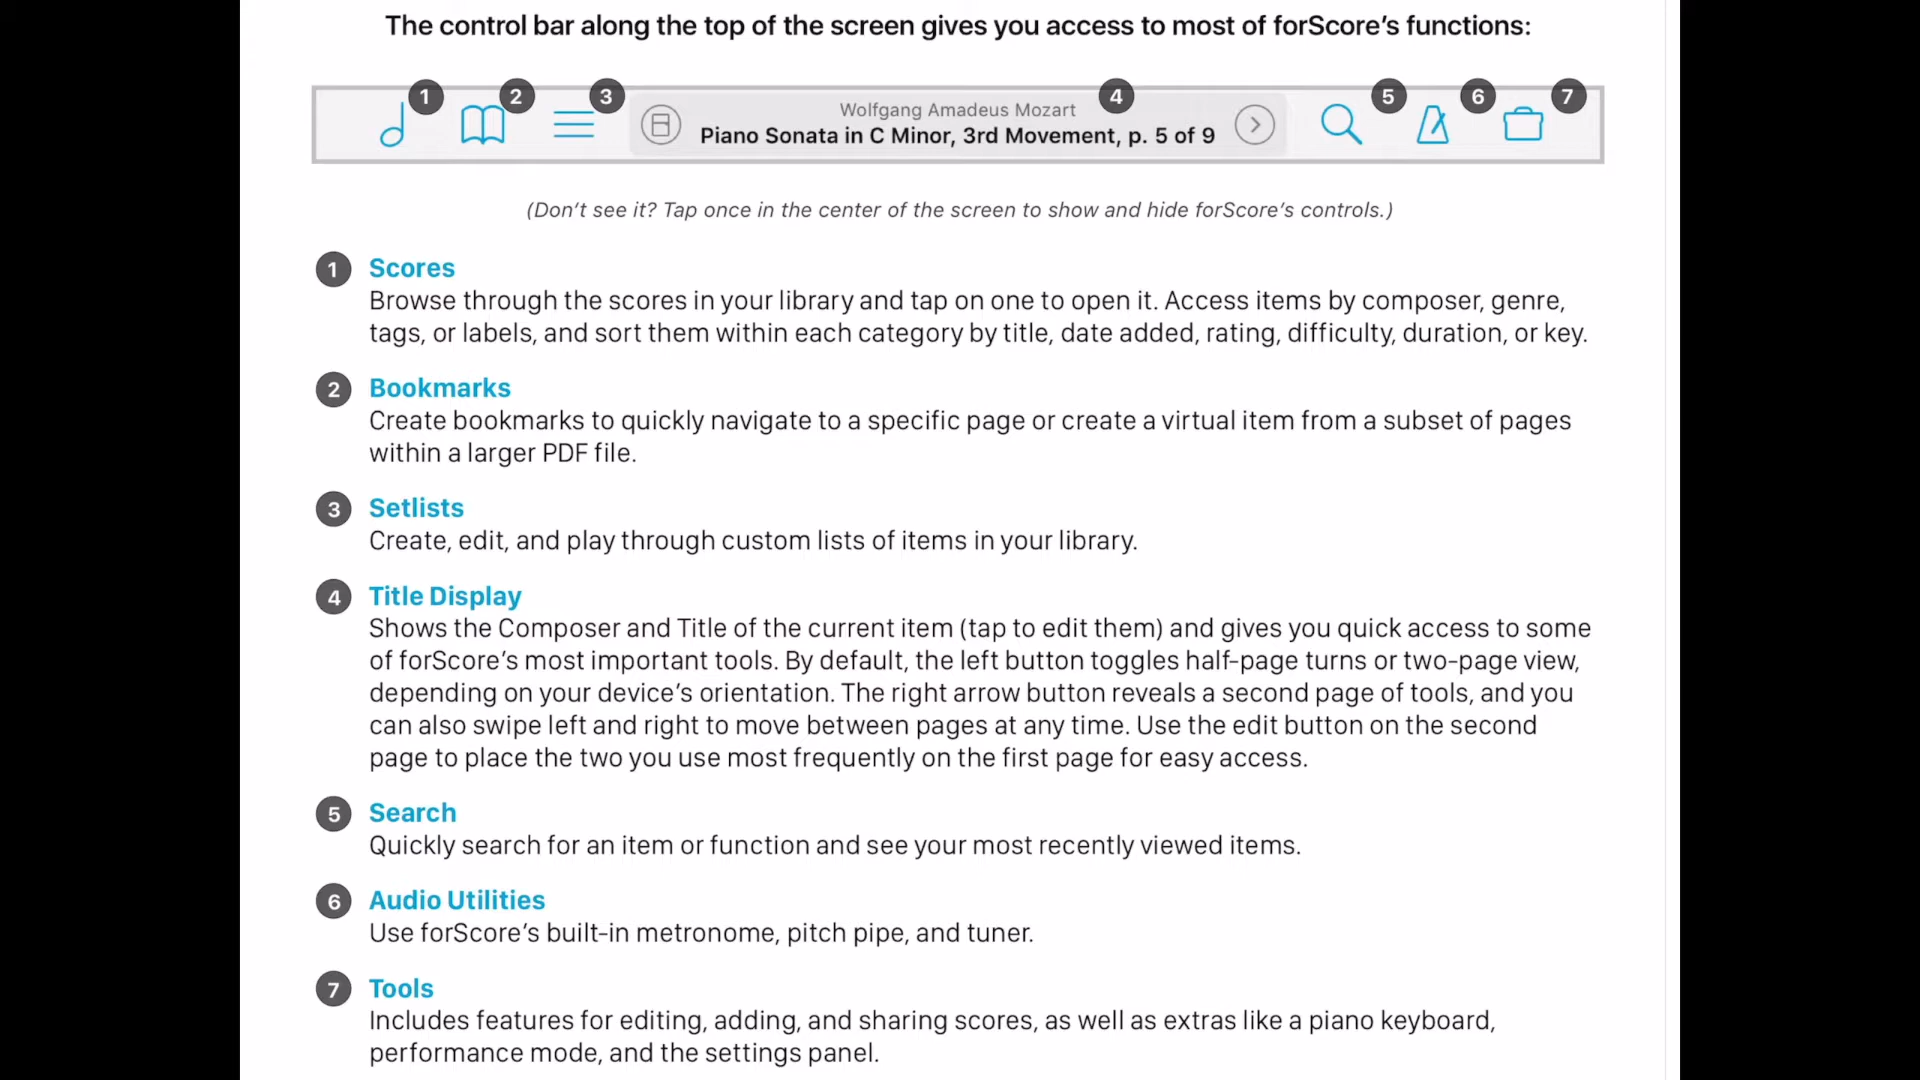 The control bar along the top of the screen gives you access to most of forScore's functions:
1 2 3 4 5 6 7
Wolfgang Amadeus Mozart
Piano Sonata in C Minor, 3rd Movement, p. 5 of 9
(Don't see it? Tap once in the center of the screen to show and hide forScore's controls.)
1 Scores
Browse through the scores in your library and tap on one to open it. Access items by composer, genre,
tags, or labels, and sort them within each category by title, date added, rating, difficulty, duration, or key.
2 Bookmarks
Create bookmarks to quickly navigate to a specific page or create a virtual item from a subset of pages
within a larger PDF file.
3 Setlists
Create, edit, and play through custom lists of items in your library.
4 Title Display
Shows the Composer and Title of the current item (tap to edit them) and gives you quick access to some
of forScore's most important tools. By default, the left button toggles half-page turns or two-page view,
depending on your device's orientation. The right arrow button reveals a second page of tools, and you
can also swipe left and right to move between pages at any time. Use the edit button on the second
page to place the two you use most frequently on the first page for easy access.
5 Search
Quickly search for an item or function and see your most recently viewed items.
6 Audio Utilities
Use forScore's built-in metronome, pitch pipe, and tuner.
7 Tools
Includes features for editing, adding, and sharing scores, as well as extras like a piano keyboard,
performance mode, and the settings panel.